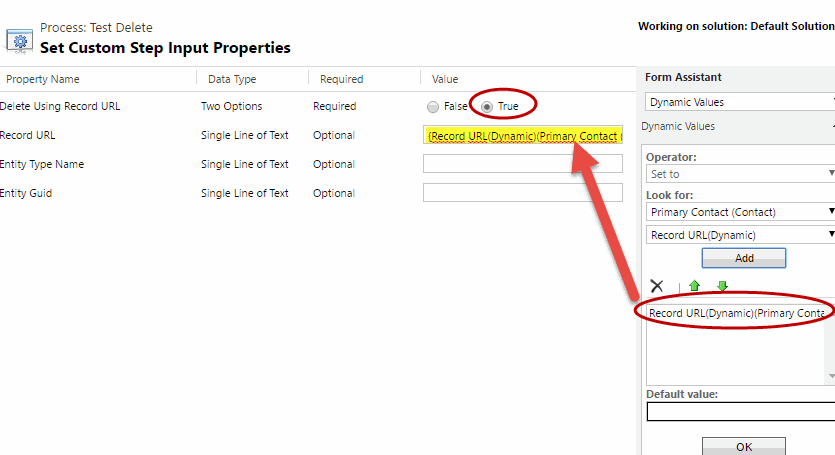 Process: Test Delete
Set Custom Step Input Properties
Working on solution: Default Solution
Property Name Data Type Required Value
Delete Using Record URL Two Options Required False True
Record URL Single Line of Text Optional {Record URL(Dynamic)(Primary Contact (
Entity Type Name Single Line of Text Optional
Entity Guid Single Line of Text Optional
Form Assistant
Dynamic Values
Dynamic Values
Operator:
Set to
Look for:
Primary Contact (Contact)
Record URL(Dynamic)
Add
Record URL(Dynamic)(Primary Conta
Default value:
OK